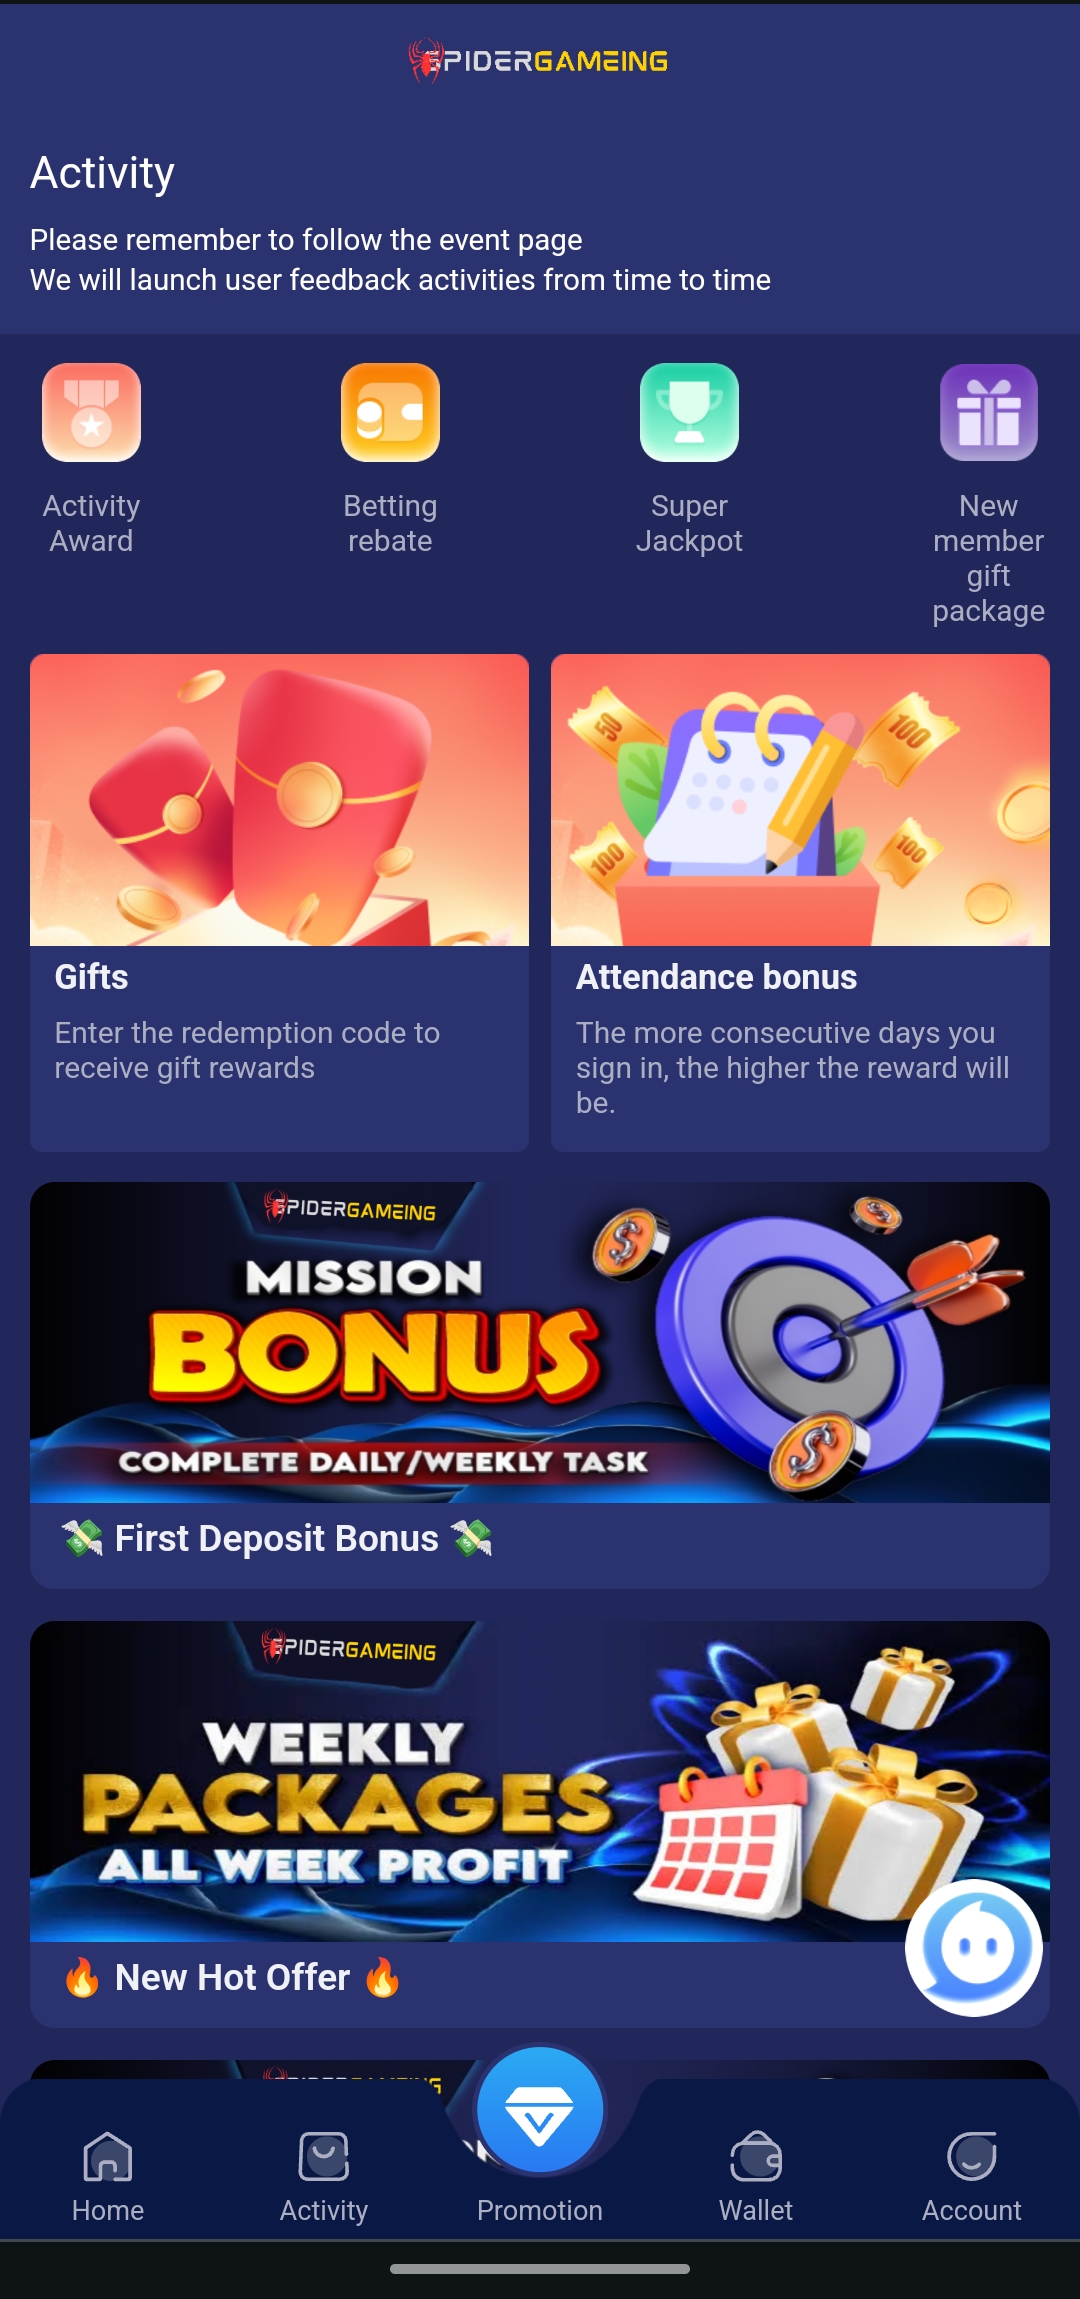 SPIDERGAMEING
Activity
Please remember to follow the event page
We will launch user feedback activities from time to time
Activity
Award
Betting
rebate
Super
Jackpot
New
member
gift
package
50
100
100
100
Gifts
Enter the redemption code to
receive gift rewards
Attendance bonus
The more consecutive days you
sign in, the higher the reward will
be.
SPIDERGAMEING
MISSION
BONUS
COMPLETE DAILY/WEEKLY TASK
$
$
$
💸 First Deposit Bonus 💸
SPIDERGAMEING
WEEKLY
PACKAGES
ALL WEEK PROFIT
🔥 New Hot Offer 🔥
Home
Activity
Promotion
Wallet
Account